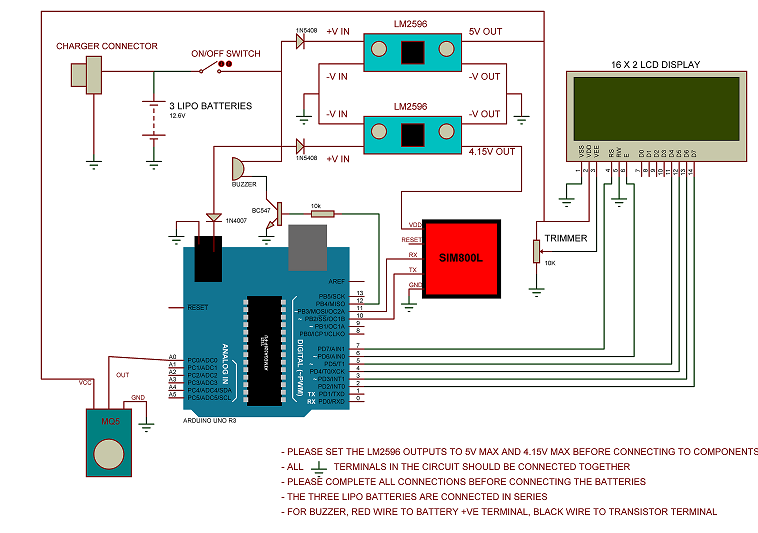 CHARGER CONNECTOR
ON/OFF SWITCH
3 LIPO BATTERIES
12.6V
1N5408
+V IN
LM2596
5V OUT
-V IN
-V OUT
-V IN
LM2596
-V OUT
1N5408
+V IN
4.15V OUT
16 X 2 LCD DISPLAY
VSS
VDD
VEE
RS
RW
E
D0
D1
D2
D3
D4
D5
D6
D7
1
2
3
4
5
6
7
8
9
10
11
12
13
14
BUZZER
BC547
10k
1N4007
VDD
RESET
RX
TX
GND
SIM800L
TRIMMER
10K
AREF
RESET
PB5/SCK
13
PB4/MISO
12
~PB3/MOSI/OC2A
11
~ PB2/SS/OC1B
10
~ PB1/OC1A
9
PB0/ICP1/CLKO
8
PD7/AIN1
7
~ PD6/AIN0
6
~ PD5/T1
5
PD4/T0/XCK
4
~ PD3/INT1
3
PD2/INT0
2
TX PD1/TXD
1
RX PD0/RXD
0
A0
PC0/ADC0
A1
PC1/ADC1
A2
PC2/ADC2
A3
PC3/ADC3
A4
PC4/ADC4/SDA
A5
PC5/ADC5/SCL
ANALOG IN
DIGITAL (~PWM)
ARDUINO UNO R3
VCC
OUT
GND
MQ5
- PLEASE SET THE LM2596 OUTPUTS TO 5V MAX AND 4.15V MAX BEFORE CONNECTING TO COMPONENTS
- ALL TERMINALS IN THE CIRCUIT SHOULD BE CONNECTED TOGETHER
- PLEASE COMPLETE ALL CONNECTIONS BEFORE CONNECTING THE BATTERIES
- THE THREE LIPO BATTERIES ARE CONNECTED IN SERIES
- FOR BUZZER, RED WIRE TO BATTERY +VE TERMINAL, BLACK WIRE TO TRANSISTOR TERMINAL